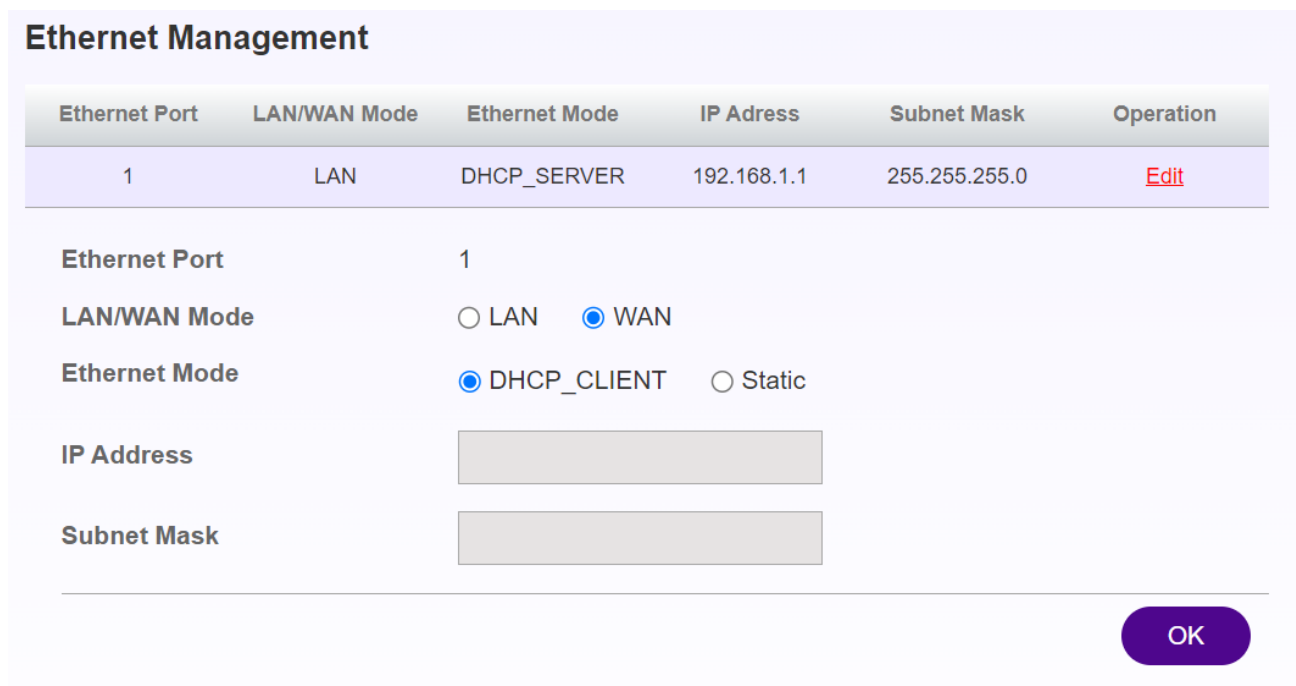 Ethernet Management
Ethernet Port LAN/WAN Mode Ethernet Mode IP Adress Subnet Mask Operation
1 LAN DHCP_SERVER 192.168.1.1 255.255.255.0 Edit
Ethernet Port 1
LAN/WAN Mode LAN WAN
Ethernet Mode DHCP_CLIENT Static
IP Address
Subnet Mask
OK